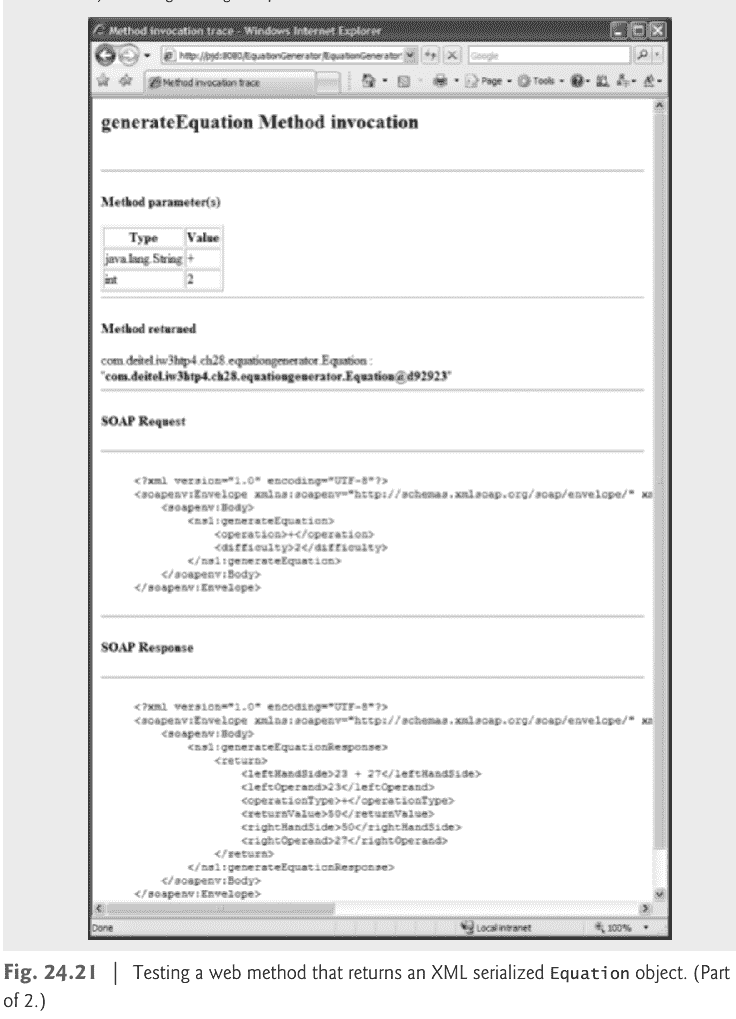 Method invocation trace - Windows Internet Explorer
http://pjd:8080/EquationGenerator/EquationGenerator
Google
Method invocation trace
Page
Tools
generateEquation Method invocation
Method parameter(s)
Type Value
java.lang.String +
int 2
Method returned
com.deitel.iw3htp4.ch28.equationgenerator.Equation :
"com.deitel.iw3htp4.ch28.equationgenerator.Equation@d92923"
SOAP Request
<?xml version="1.0" encoding="UTF-8"?>
<soapenv:Envelope xmlns:soapenv="http://schemas.xmlsoap.org/soap/envelope/" xm
<soapenv:Body>
<ns1:generateEquation>
<operation>+</operation>
<difficulty>2</difficulty>
</ns1:generateEquation>
</soapenv:Body>
</soapenv:Envelope>
SOAP Response
<?xml version="1.0" encoding="UTF-8"?>
<soapenv:Envelope xmlns:soapenv="http://schemas.xmlsoap.org/soap/envelope/" xm
<soapenv:Body>
<ns1:generateEquationResponse>
<return>
<leftHandSide>23 + 27</leftHandSide>
<leftOperand>23</leftOperand>
<operationType>+</operationType>
<returnValue>50</returnValue>
<rightHandSide>50</rightHandSide>
<rightOperand>27</rightOperand>
</return>
</ns1:generateEquationResponse>
</soapenv:Body>
</soapenv:Envelope>
Done
Local intranet
100%
Fig. 24.21 | Testing a web method that returns an XML serialized Equation object. (Part
of 2.)